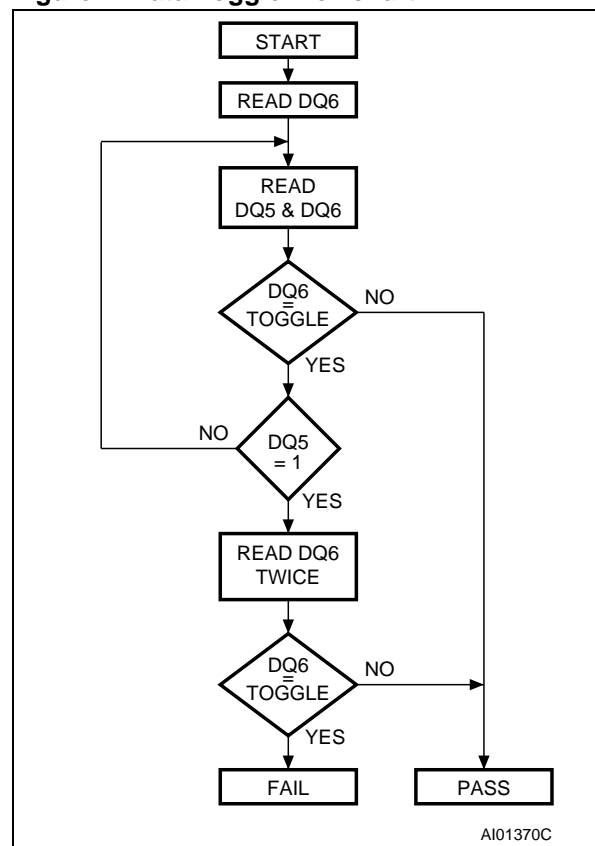 START
READ DQ6
READ
DQ5 & DQ6
DQ6
=
TOGGLE
NO
YES
NO
DQ5
= 1
YES
READ DQ6
TWICE
DQ6
=
TOGGLE
NO
YES
FAIL
PASS
AI01370C